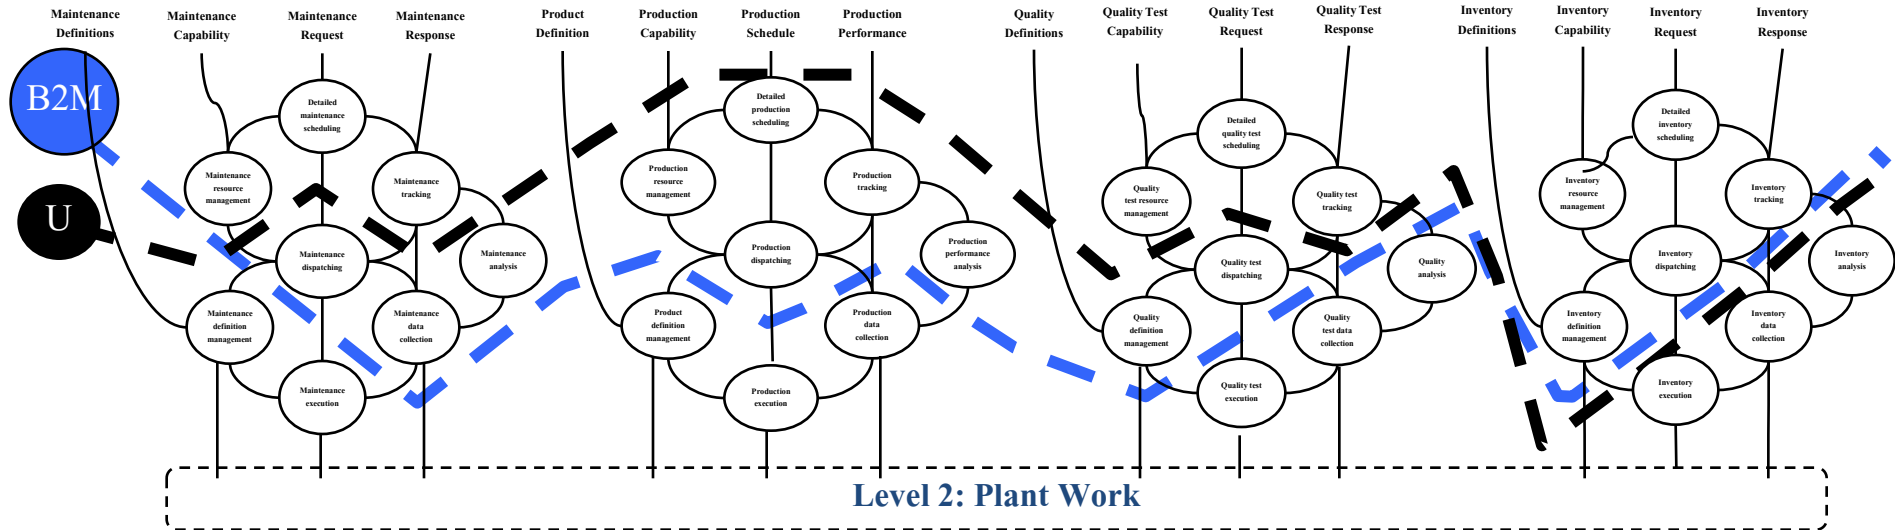 Maintenance
Definitions
Maintenance
Capability
Maintenance
Request
Maintenance
Response
Product
Definition
Production
Capability
Production
Schedule
Production
Performance
Quality
Definitions
Quality Test
Capability
Quality Test
Request
Quality Test
Response
Inventory
Definitions
Inventory
Capability
Inventory
Request
Inventory
Response
B2M
U
Detailed
maintenance
scheduling
Maintenance
resource
management
Maintenance
tracking
Maintenance
dispatching
Maintenance
analysis
Maintenance
definition
management
Maintenance
data
collection
Maintenance
execution
Detailed
production
scheduling
Production
resource
management
Production
tracking
Production
dispatching
Production
performance
analysis
Product
definition
management
Production
data
collection
Production
execution
Detailed
quality test
scheduling
Quality
test resource
management
Quality test
tracking
Quality test
dispatching
Quality
analysis
Quality
definition
management
Quality
test data
collection
Quality test
execution
Detailed
inventory
scheduling
Inventory
resource
management
Inventory
tracking
Inventory
dispatching
Inventory
analysis
Inventory
definition
management
Inventory
data
collection
Inventory
execution
Level 2: Plant Work